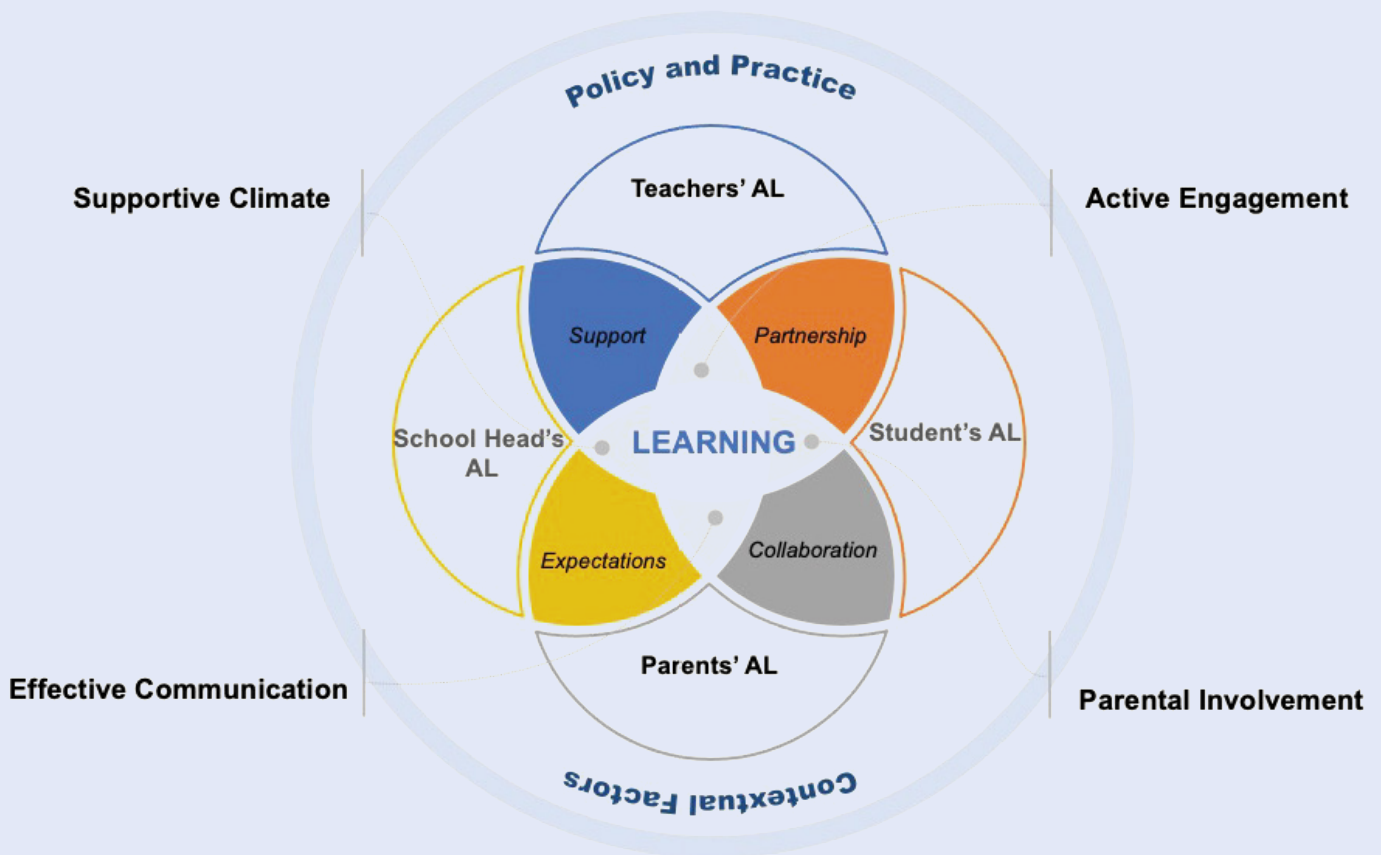 Policy and Practice
Supportive Climate
Teachers’ AL
Active Engagement
Support
Partnership
School Head’s
AL
LEARNING
Student’s AL
Expectations
Collaboration
Effective Communication
Parents’ AL
Parental Involvement
Contextual Factors